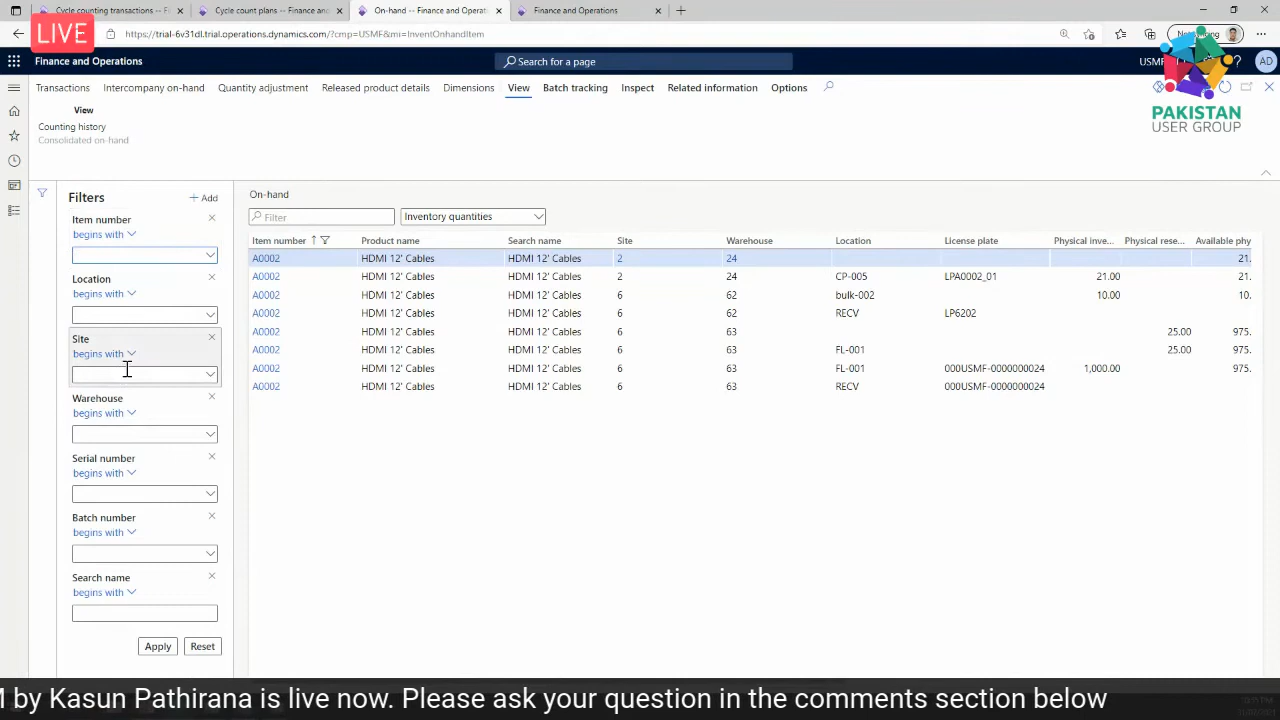 Cycle counting transactions -- Fi
Cycle count plans -- Finance and
On-hand -- Finance and Operat
Finance and Operations
LIVE
https://trial-6v31dl.trial.operations.dynamics.com/?cmp=USMF&mi=InventOnhandItem
Finance and Operations
Search for a page
USM
AD
Transactions
Intercompany on-hand
Quantity adjustment
Released product details
Dimensions
View
Batch tracking
Inspect
Related information
Options
PAKISTAN
USER GROUP
View
Counting history
Consolidated on-hand
Filters
Add
Item number
begins with
Location
begins with
Site
begins with
Warehouse
begins with
Serial number
begins with
Batch number
begins with
Search name
begins with
Apply
Reset
On-hand
Filter
Inventory quantities
Item number Product name Search name Site Warehouse Location License plate Physical inve... Physical rese... Available phy
A0002 HDMI 12' Cables HDMI 12' Cables 2 24 21.
A0002 HDMI 12' Cables HDMI 12' Cables 2 24 CP-005 LPA0002_01 21.00 21.
A0002 HDMI 12' Cables HDMI 12' Cables 6 62 bulk-002 10.00 10.
A0002 HDMI 12' Cables HDMI 12' Cables 6 62 RECV LP6202
A0002 HDMI 12' Cables HDMI 12' Cables 6 63 25.00 975.
A0002 HDMI 12' Cables HDMI 12' Cables 6 63 FL-001 25.00 975.
A0002 HDMI 12' Cables HDMI 12' Cables 6 63 FL-001 000USMF-0000000024 1,000.00 975.
A0002 HDMI 12' Cables HDMI 12' Cables 6 63 RECV 000USMF-0000000024
M by Kasun Pathirana is live now. Please ask your question in the comments section below